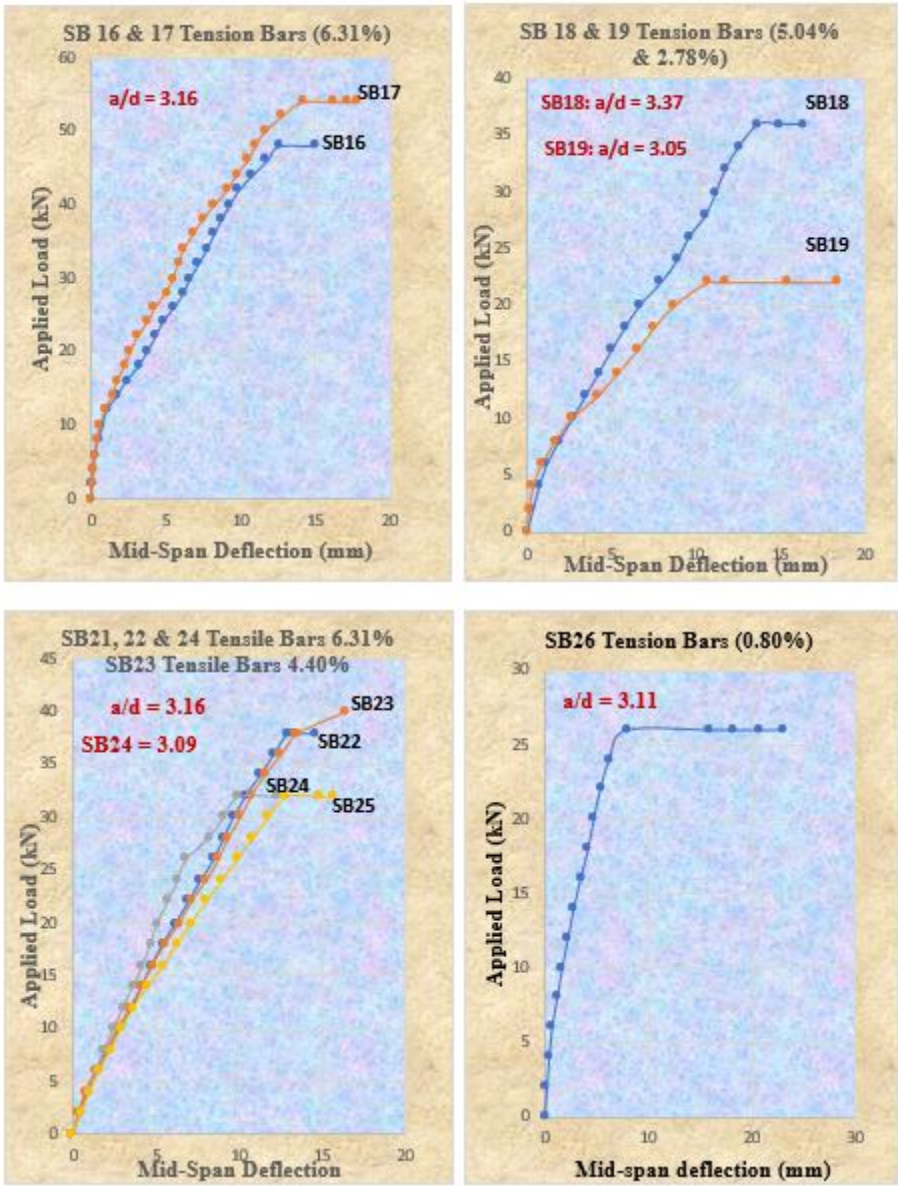 SB 16 & 17 Tension Bars (6.31%)
60
50
40
30
20
10
0
a/d = 3.16
SB17
SB16
Applied Load (kN)
0 5 10 15 20
Mid-Span Deflection (mm)
SB 18 & 19 Tension Bars (5.04%
& 2.78%)
40
35
30
25
20
15
10
5
0
SB18: a/d = 3.37
SB19: a/d = 3.05
SB18
SB19
Applied Load (kN)
0 5 10 15 20
Mid-Span Deflection (mm)
SB21, 22 & 24 Tensile Bars 6.31%
SB23 Tensile Bars 4.40%
45
40
35
30
25
20
15
10
5
0
a/d = 3.16
SB24 = 3.09
SB23
SB22
SB24
SB25
Applied Load (kN)
0 5 10 15 20
Mid-Span Deflection
SB26 Tension Bars (0.80%)
30
25
20
15
10
5
0
a/d = 3.11
Applied Load (kN)
0 10 20 30
Mid-span deflection (mm)